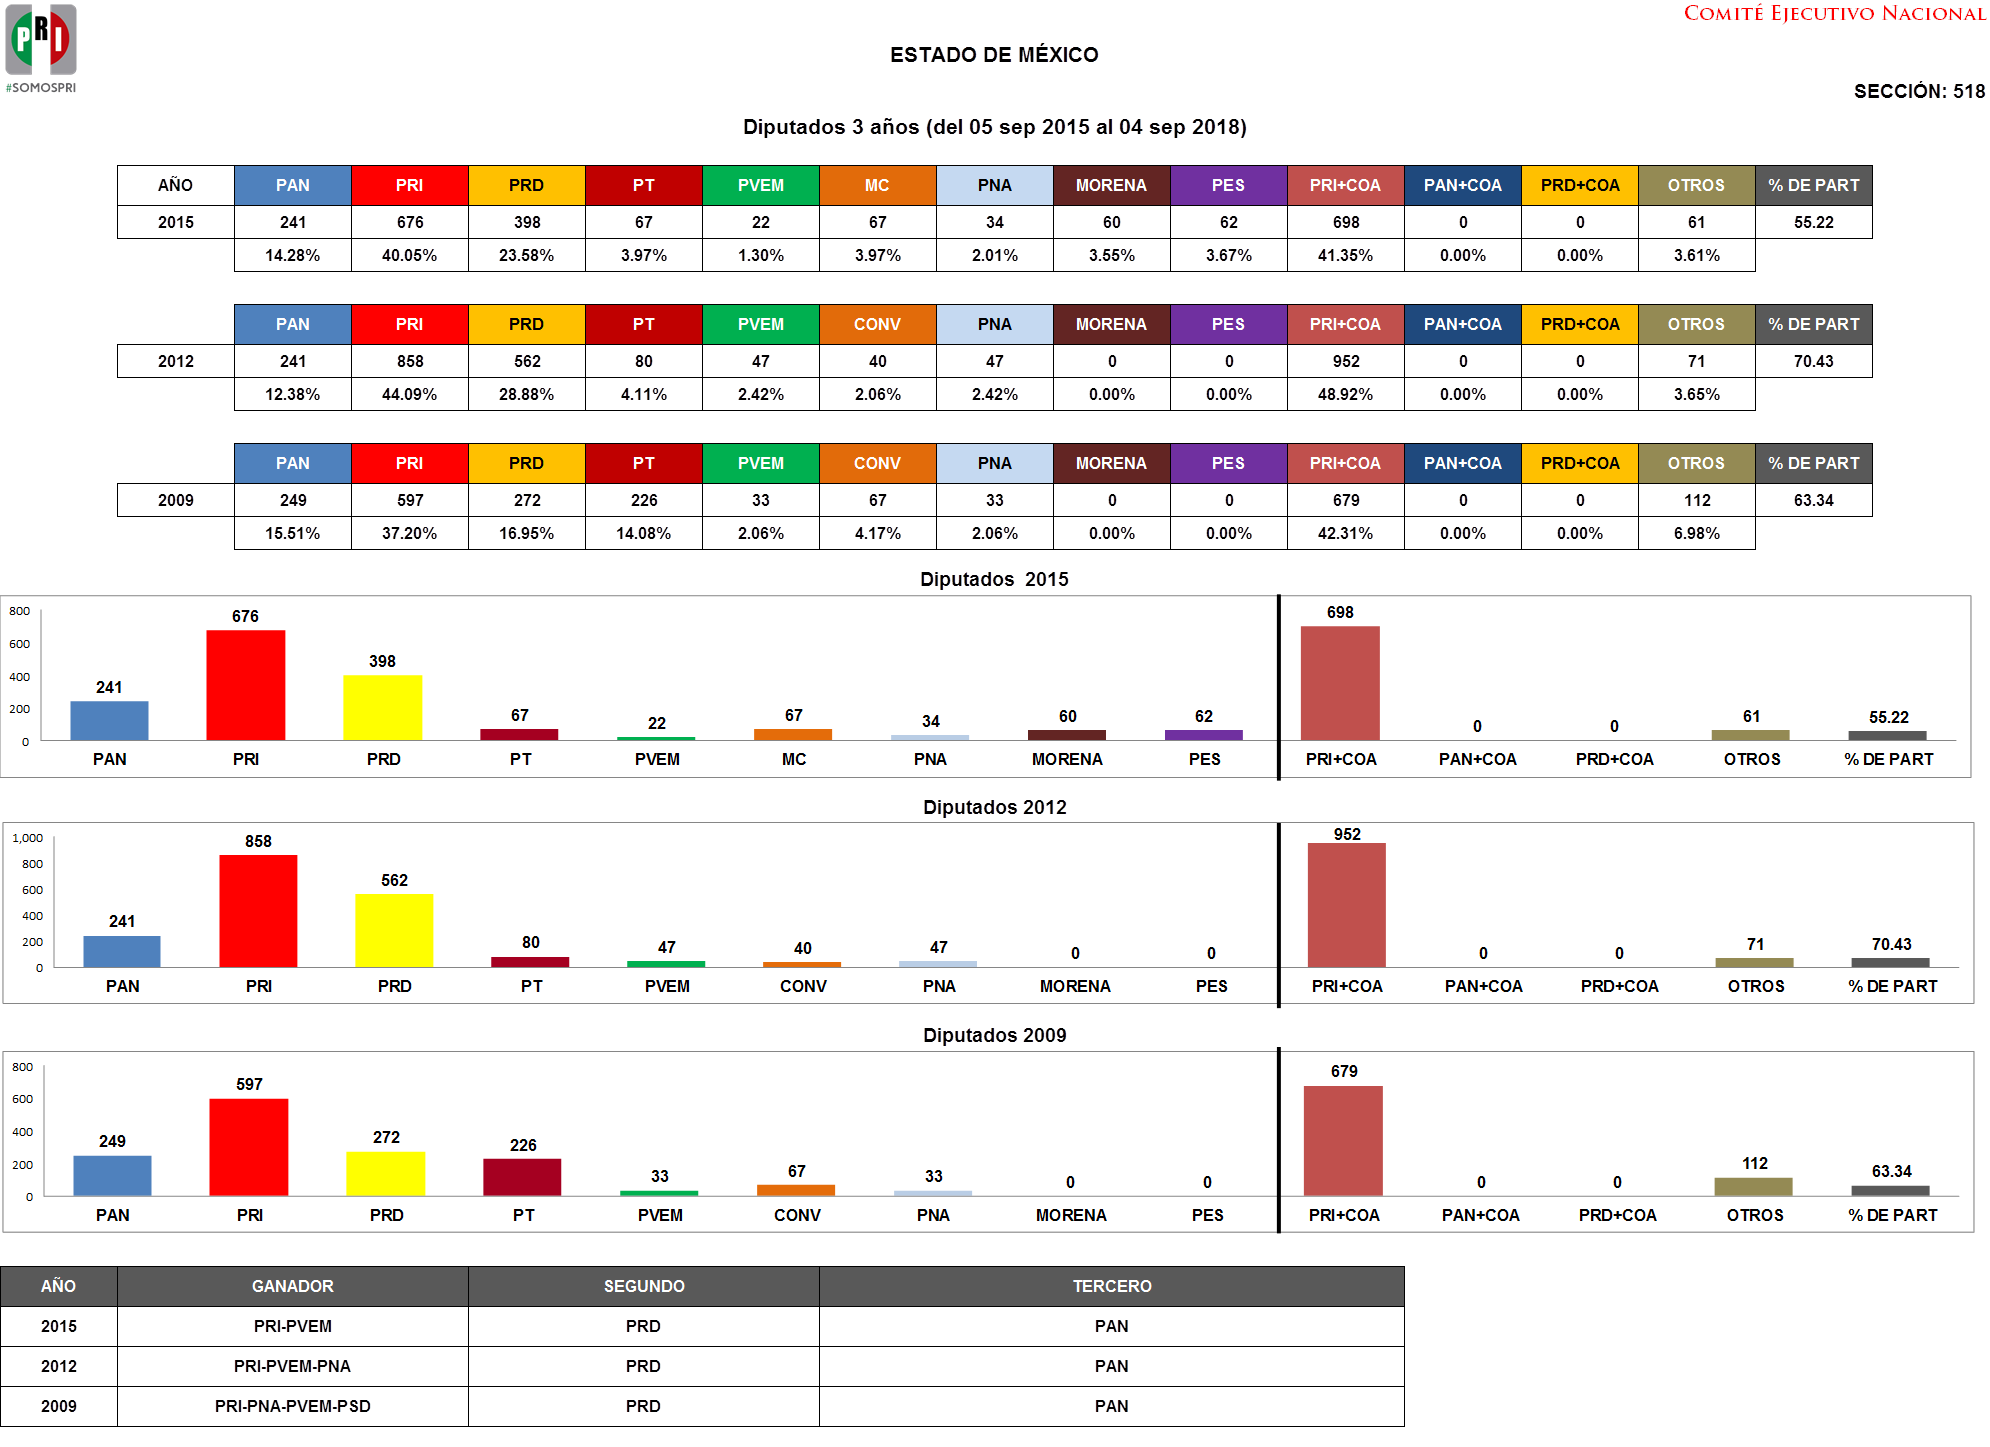 PRI
#SOMOSPRI
COMITÉ EJECUTIVO NACIONAL
ESTADO DE MÉXICO
SECCIÓN: 518
Diputados 3 años (del 05 sep 2015 al 04 sep 2018)
AÑO PAN PRI PRD PT PVEM MC PNA MORENA PES PRI+COA PAN+COA PRD+COA OTROS % DE PART
2015 241 676 398 67 22 67 34 60 62 698 0 0 61 55.22
14.28% 40.05% 23.58% 3.97% 1.30% 3.97% 2.01% 3.55% 3.67% 41.35% 0.00% 0.00% 3.61%
PAN PRI PRD PT PVEM CONV PNA MORENA PES PRI+COA PAN+COA PRD+COA OTROS % DE PART
2012 241 858 562 80 47 40 47 0 0 952 0 0 71 70.43
12.38% 44.09% 28.88% 4.11% 2.42% 2.06% 2.42% 0.00% 0.00% 48.92% 0.00% 0.00% 3.65%
PAN PRI PRD PT PVEM CONV PNA MORENA PES PRI+COA PAN+COA PRD+COA OTROS % DE PART
2009 249 597 272 226 33 67 33 0 0 679 0 0 112 63.34
15.51% 37.20% 16.95% 14.08% 2.06% 4.17% 2.06% 0.00% 0.00% 42.31% 0.00% 0.00% 6.98%
Diputados 2015
800
600
400
200
0
241 676 398 67 22 67 34 60 62 698 0 0 61 55.22
PAN PRI PRD PT PVEM MC PNA MORENA PES PRI+COA PAN+COA PRD+COA OTROS % DE PART
Diputados 2012
1,000
800
600
400
200
0
241 858 562 80 47 40 47 0 0 952 0 0 71 70.43
PAN PRI PRD PT PVEM CONV PNA MORENA PES PRI+COA PAN+COA PRD+COA OTROS % DE PART
Diputados 2009
800
600
400
200
0
249 597 272 226 33 67 33 0 0 679 0 0 112 63.34
PAN PRI PRD PT PVEM CONV PNA MORENA PES PRI+COA PAN+COA PRD+COA OTROS % DE PART
AÑO GANADOR SEGUNDO TERCERO
2015 PRI-PVEM PRD PAN
2012 PRI-PVEM-PNA PRD PAN
2009 PRI-PNA-PVEM-PSD PRD PAN